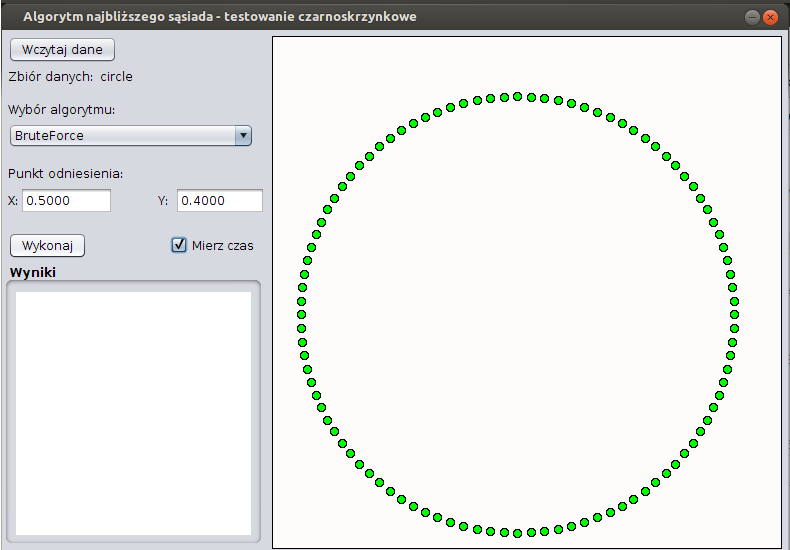 Algorytm najbliższego sąsiada - testowanie czarnoskrzynkowe
Wczytaj dane
Zbiór danych: circle
Wybór algorytmu:
BruteForce
Punkt odniesienia:
X: 0.5000 Y: 0.4000
Wykonaj Mierz czas
Wyniki